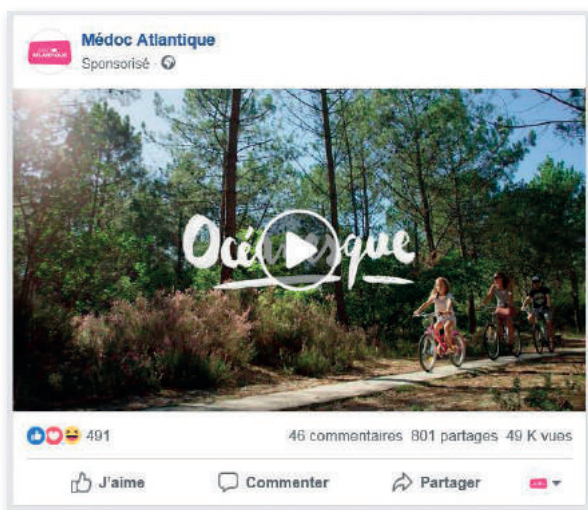 Médoc Atlantique
Sponsorisé
491
46 commentaires 801 partages 49 K vues
J'aime
Commenter
Partager